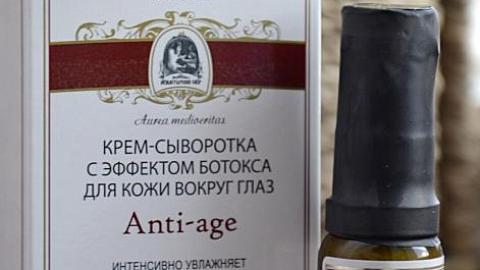 Aurea mediocritas
КРЕМ-СЫВОРОТКА
С ЭФФЕКТОМ БОТОКСА
ДЛЯ КОЖИ ВОКРУГ ГЛАЗ
Anti-age
ИНТЕНСИВНО УВЛАЖНЯЕТ